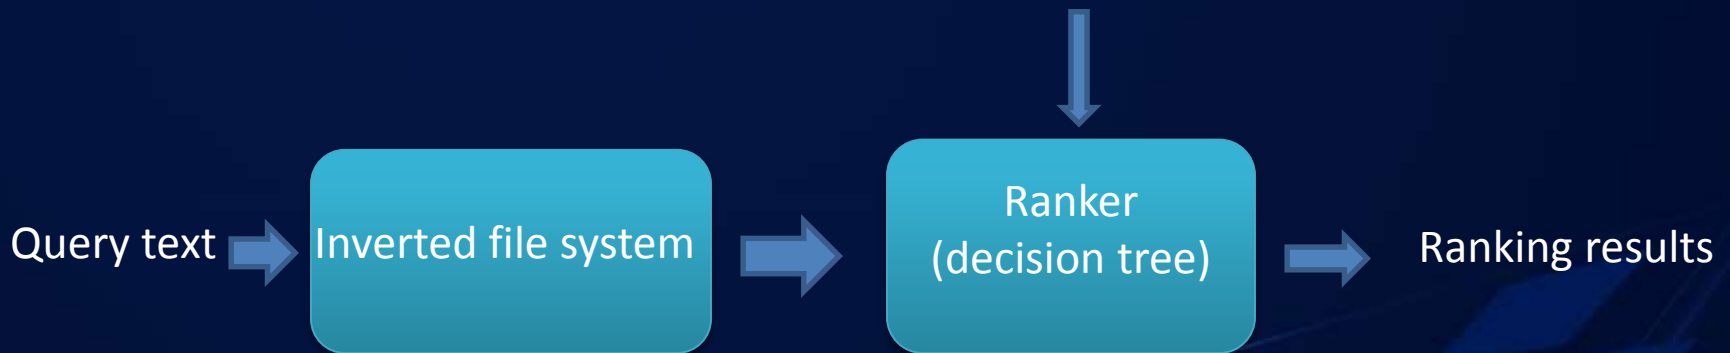 Query text
Inverted file system
Ranker
(decision tree)
Ranking results